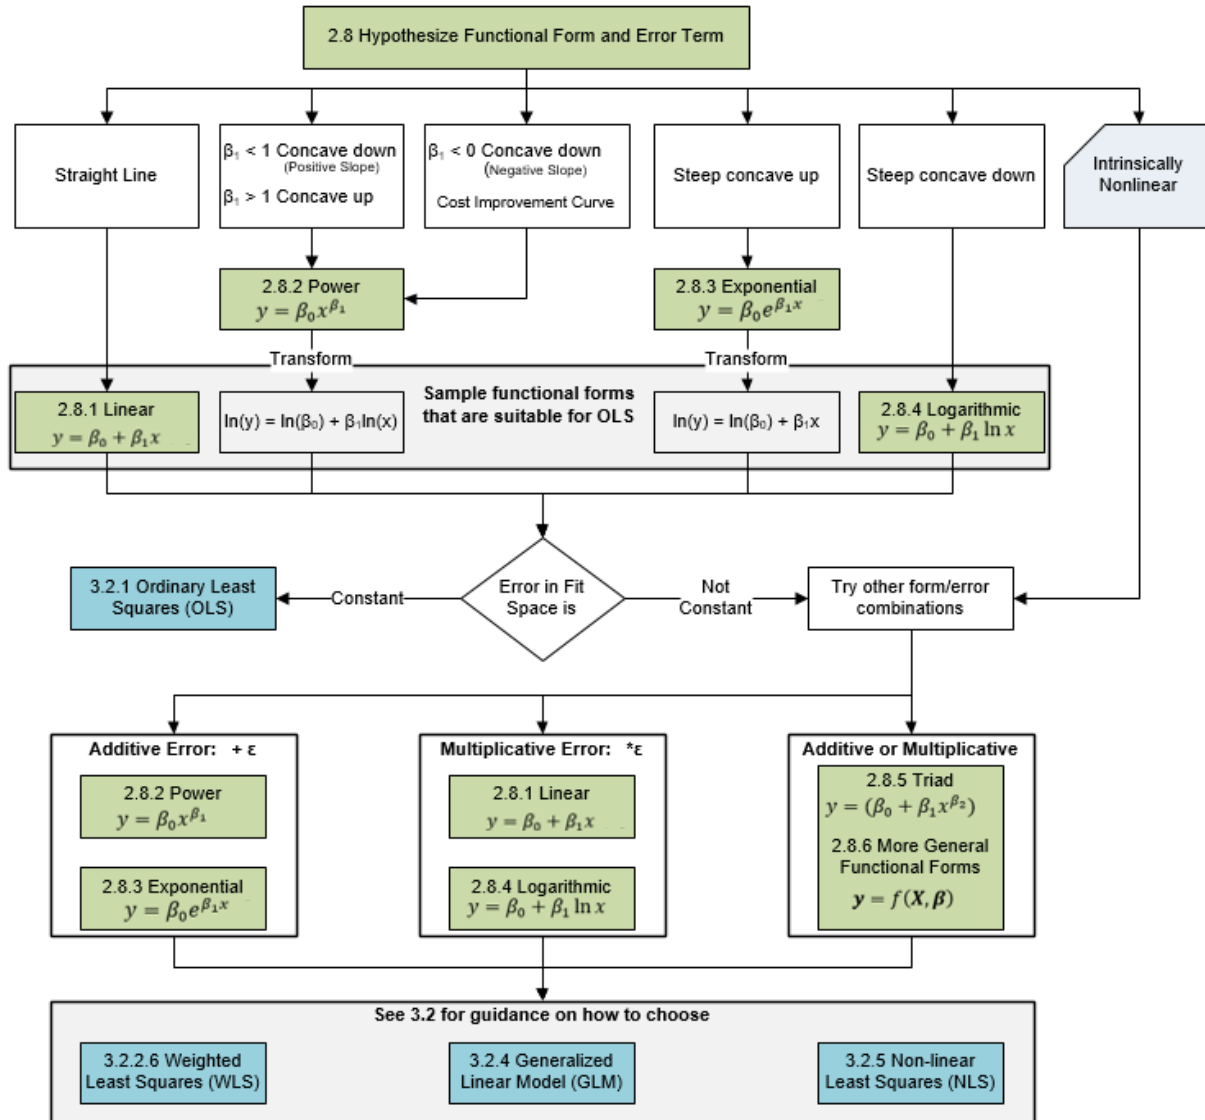 2.8 Hypothesize Functional Form and Error Term
Straight Line
β₁ < 1 Concave down
(Positive Slope)
β₁ > 1 Concave up
β₁ < 0 Concave down
(Negative Slope)
Cost Improvement Curve
Steep concave up
Steep concave down
Intrinsically
Nonlinear
2.8.2 Power
y = β₀x^β₁
2.8.3 Exponential
y = β₀e^β₁x
Transform
Transform
Sample functional forms
that are suitable for OLS
2.8.1 Linear
y = β₀ + β₁x
ln(y) = ln(β₀) + β₁ln(x)
ln(y) = ln(β₀) + β₁x
2.8.4 Logarithmic
y = β₀ + β₁ ln x
3.2.1 Ordinary Least
Squares (OLS)
Constant
Error in Fit
Space is
Not
Constant
Try other form/error
combinations
Additive Error: + ε
2.8.2 Power
y = β₀x^β₁
2.8.3 Exponential
y = β₀e^β₁x
Multiplicative Error: *ε
2.8.1 Linear
y = β₀ + β₁x
2.8.4 Logarithmic
y = β₀ + β₁ ln x
Additive or Multiplicative
2.8.5 Triad
y = (β₀ + β₁x^β₂)
2.8.6 More General
Functional Forms
y = f(X, β)
See 3.2 for guidance on how to choose
3.2.2.6 Weighted
Least Squares (WLS)
3.2.4 Generalized
Linear Model (GLM)
3.2.5 Non-linear
Least Squares (NLS)